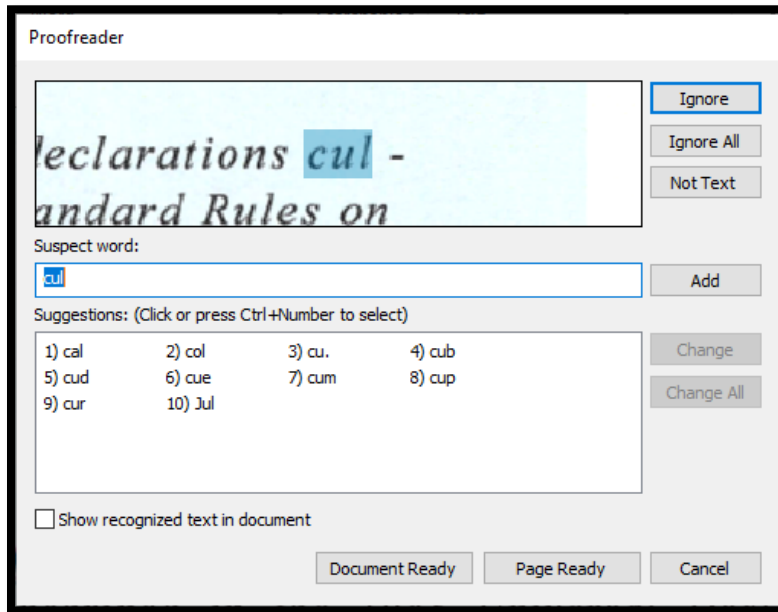 Proofreader
declarations cul -
andard Rules on
Ignore
Ignore All
Not Text
Suspect word:
cul
Add
Suggestions: (Click or press Ctrl+Number to select)
1) cal 2) col 3) cu. 4) cub
5) cud 6) cue 7) cum 8) cup
9) cur 10) Jul
Change
Change All
Show recognized text in document
Document Ready Page Ready Cancel